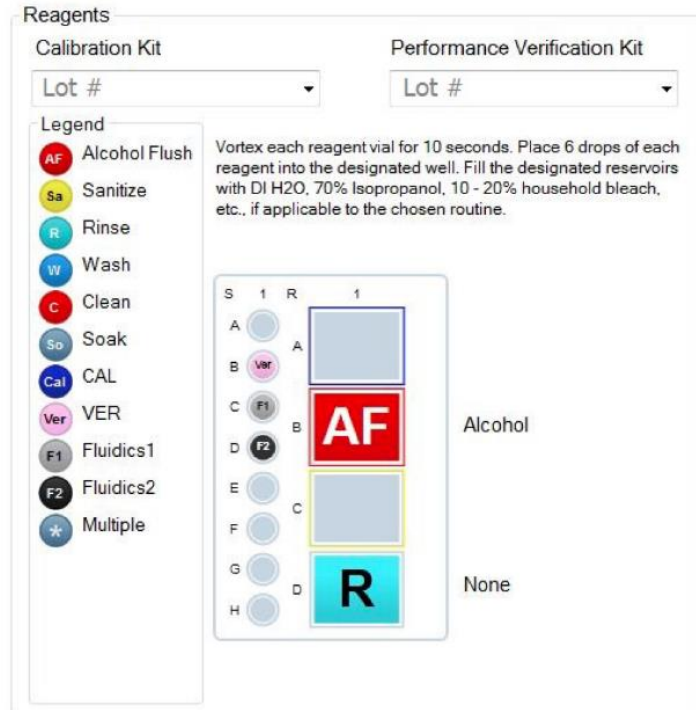 Reagents
Calibration Kit
Performance Verification Kit
Lot #
Lot #
Legend
AF Alcohol Flush
Sa Sanitize
R Rinse
W Wash
C Clean
So Soak
Cal CAL
Ver VER
F1 Fluidics1
F2 Fluidics2
* Multiple
Vortex each reagent vial for 10 seconds. Place 6 drops of each
reagent into the designated well. Fill the designated reservoirs
with DI H2O, 70% Isopropanol, 10 - 20% household bleach,
etc., if applicable to the chosen routine.
S 1 R 1
A
A
B Ver
C F1
B AF Alcohol
D F2
E
C
F
G
D R None
H